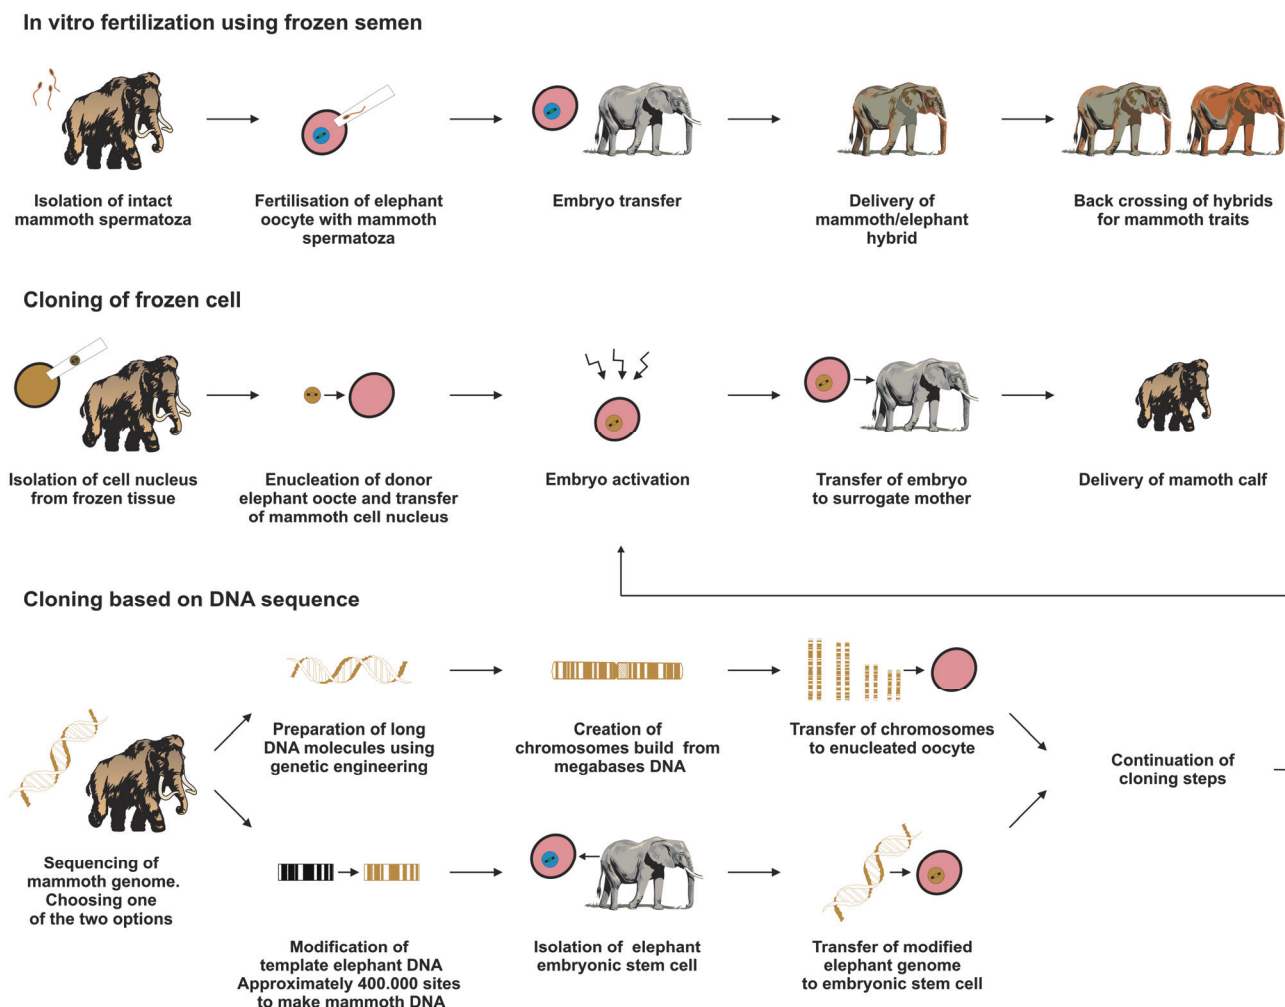 In vitro fertilization using frozen semen
Isolation of intact
mammoth spermatoza
Fertilisation of elephant
oocyte with mammoth
spermatoza
Embryo transfer
Delivery of
mammoth/elephant
hybrid
Back crossing of hybrids
for mammoth traits
Cloning of frozen cell
Isolation of cell nucleus
from frozen tissue
Enucleation of donor
elephant oocte and transfer
of mammoth cell nucleus
Embryo activation
Transfer of embryo
to surrogate mother
Delivery of mamoth calf
Cloning based on DNA sequence
Sequencing of
mammoth genome.
Choosing one
of the two options
Preparation of long
DNA molecules using
genetic engineering
Creation of
chromosomes build from
megabases DNA
Transfer of chromosomes
to enucleated oocyte
Continuation of
cloning steps
Modification of
template elephant DNA
Approximately 400.000 sites
to make mammoth DNA
Isolation of elephant
embryonic stem cell
Transfer of modified
elephant genome
to embryonic stem cell